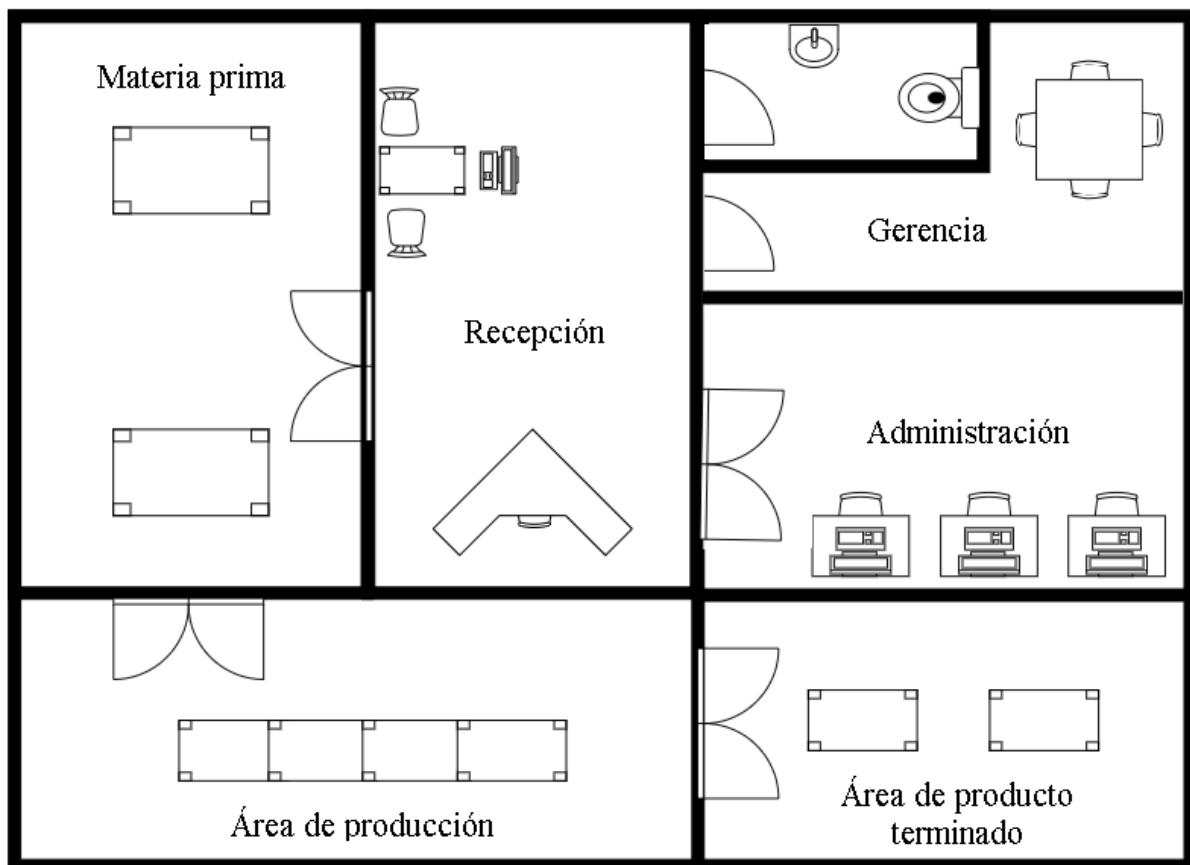 Materia prima
Gerencia
Recepción
Administración
Área de producción
Área de producto
terminado